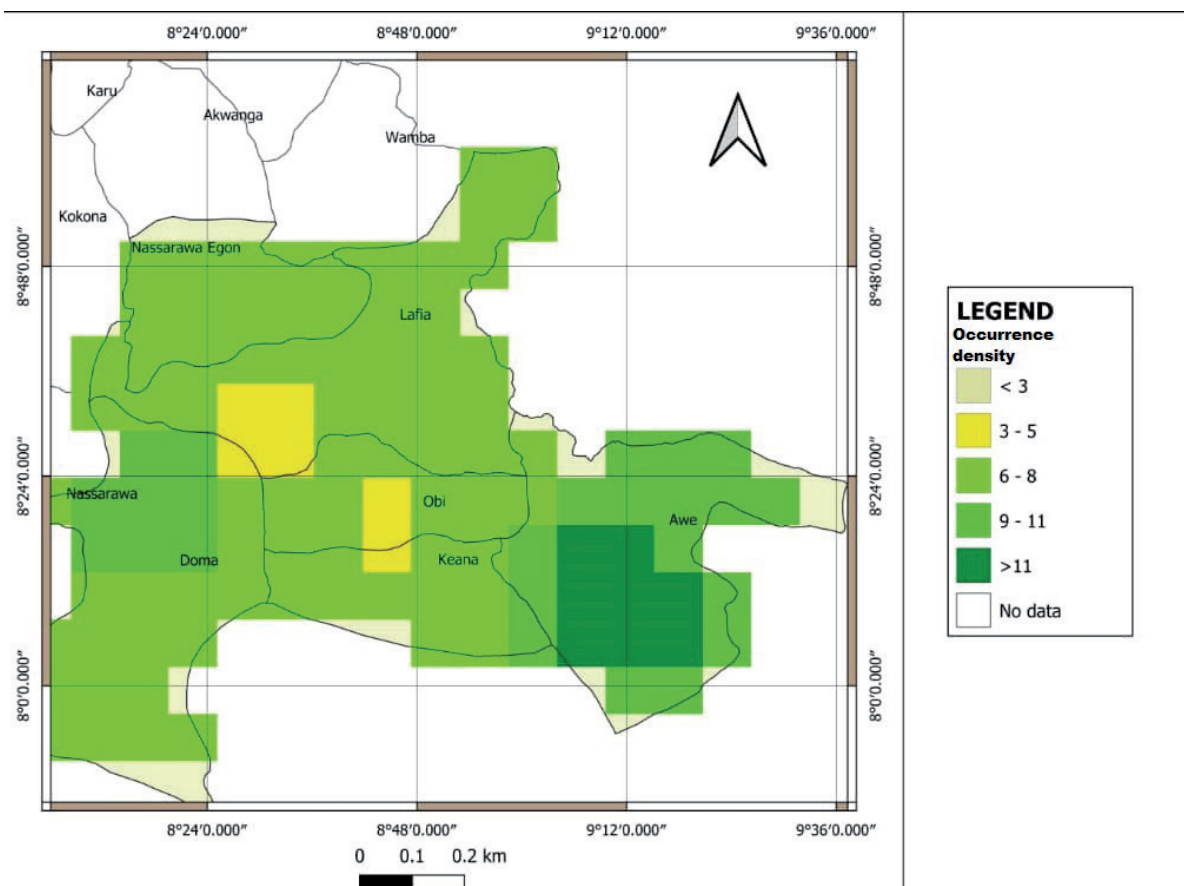 8°24'0.000″ 8°48'0.000″ 9°12'0.000″ 9°36'0.000″
Karu
Akwanga
Wamba
Kokona
Nassarawa Egon
8°48'0.000″ 8°48'0.000″
Lafia
LEGEND
Occurrence
density
< 3
3 - 5
6 - 8
9 - 11
>11
No data
8°24'0.000″ 8°24'0.000″
Nassarawa
Obi
Awe
Doma
Keana
8°0'0.000″ 8°0'0.000″
8°24'0.000″ 8°48'0.000″ 9°12'0.000″ 9°36'0.000″
0 0.1 0.2 km